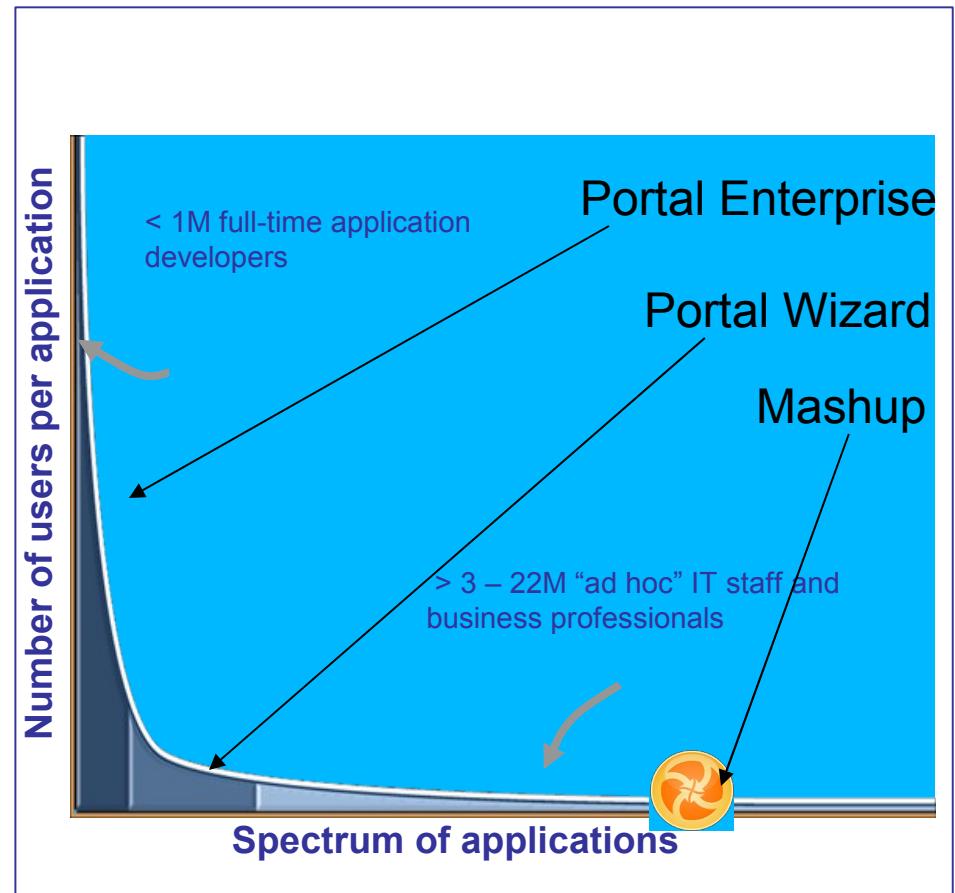 Number of users per application
< 1M full-time application
developers
Portal Enterprise
Portal Wizard
Mashup
> 3 – 22M “ad hoc” IT staff and
business professionals
Spectrum of applications